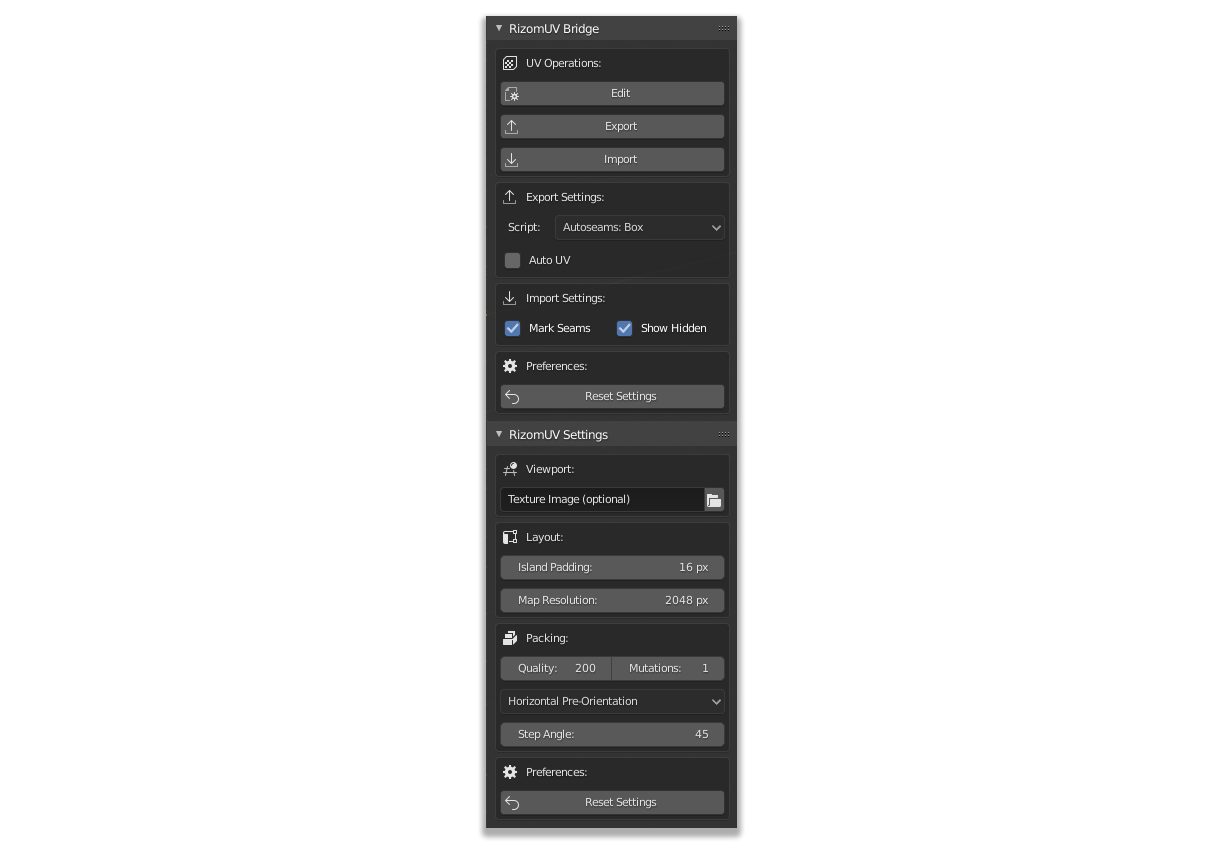 RizomUV Bridge
UV Operations:
Edit
Export
Import
Export Settings:
Script: Autoseams: Box
Auto UV
Import Settings:
Mark Seams Show Hidden
Preferences:
Reset Settings
RizomUV Settings
Viewport:
Texture Image (optional)
Layout:
Island Padding: 16 px
Map Resolution: 2048 px
Packing:
Quality: 200 Mutations: 1
Horizontal Pre-Orientation
Step Angle: 45
Preferences:
Reset Settings